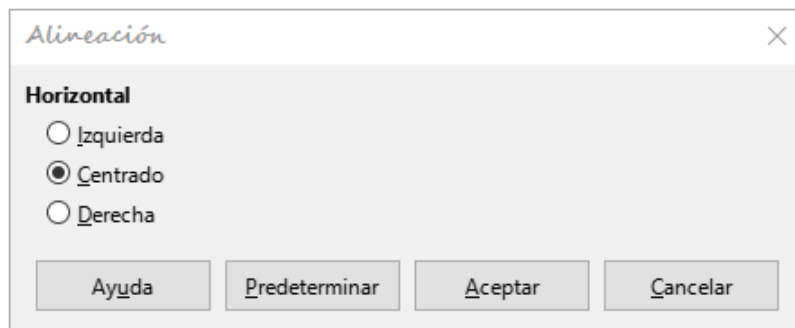 Alineación
Horizontal
Izquierda
Centrado
Derecha
Ayuda Predeterminar Aceptar Cancelar